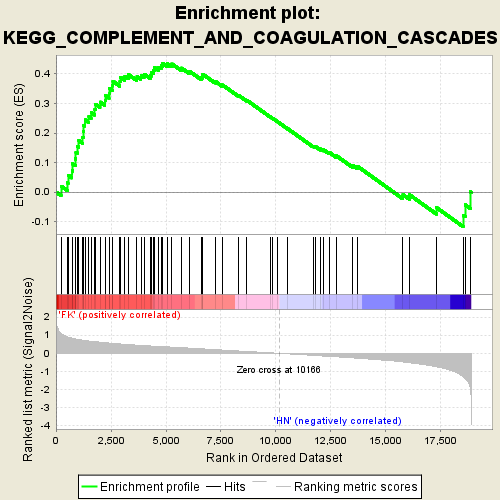 Enrichment plot:
KEGG_COMPLEMENT_AND_COAGULATION_CASCADES
Enrichment score (ES)
0.4
0.3
0.2
0.1
0.0
-0.1
'FK' (positively correlated)
Ranked list metric (Signal2Noise)
2
1
0
-1
-2
-3
-4
Zero cross at 10166
'HN' (negatively correlated)
0
2,500
5,000
7,500
10,000
12,500
15,000
17,500
Rank in Ordered Dataset
Enrichment profile
Hits
Ranking metric scores